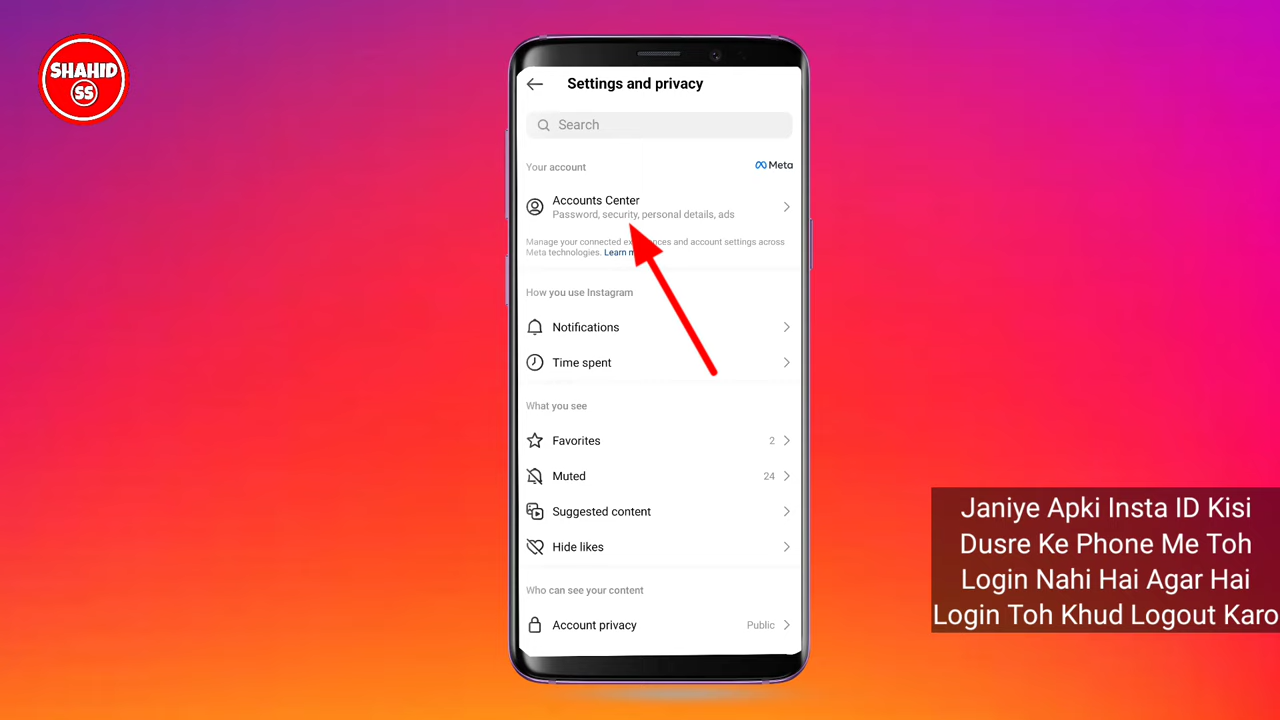 SHAHID
SS
Settings and privacy
Search
Your account
Meta
Accounts Center
Password, security, personal details, ads
Manage your connected and account settings across
Meta technologies. Learn
How you use Instagram
Notifications
Time spent
What you see
Favorites 2
Muted 24
Suggested content
Hide likes
Who can see your content
Account privacy Public
Janiye Apki Insta ID Kisi
Dusre Ke Phone Me Toh
Login Nahi Hai Agar Hai
Login Toh Khud Logout Karo